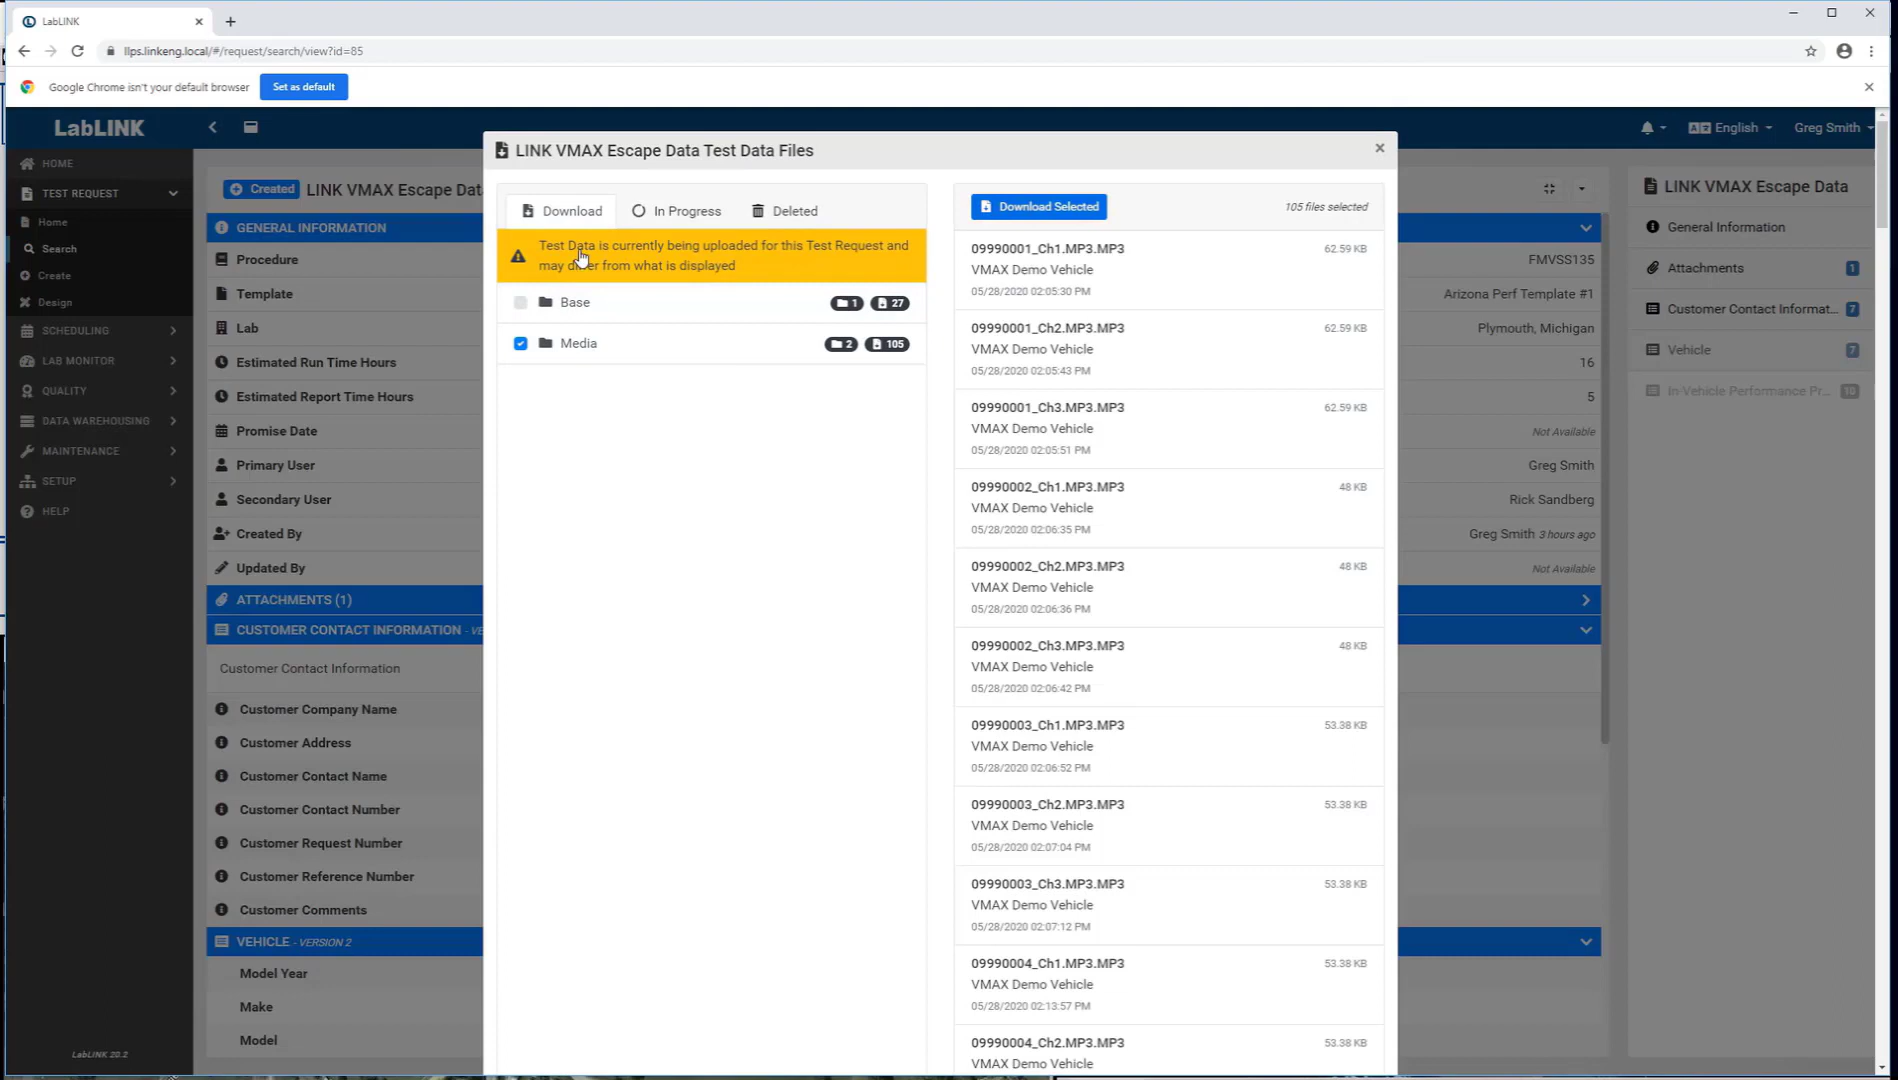 LabLINK
llps.linkeng.local/#/request/search/view?id=85
Google Chrome isn't your default browser
Set as default
LabLINK
English
Greg Smith
HOME
TEST REQUEST
Home
Search
Create
Design
SCHEDULING
LAB MONITOR
QUALITY
DATA WAREHOUSING
MAINTENANCE
SETUP
HELP
LabLINK 20.2
Created
LINK VMAX Escape Da
GENERAL INFORMATION
Procedure
FMVSS135
Template
Arizona Perf Template #1
Lab
Plymouth, Michigan
Estimated Run Time Hours
16
Estimated Report Time Hours
5
Promise Date
Not Available
Primary User
Greg Smith
Secondary User
Rick Sandberg
Created By
Greg Smith 3 hours ago
Updated By
Not Available
ATTACHMENTS (1)
CUSTOMER CONTACT INFORMATION - VE
Customer Contact Information
Customer Company Name
Customer Address
Customer Contact Name
Customer Contact Number
Customer Request Number
Customer Reference Number
Customer Comments
VEHICLE - VERSION 2
Model Year
Make
Model
LINK VMAX Escape Data Test Data Files
Download
In Progress
Deleted
Test Data is currently being uploaded for this Test Request and
may differ from what is displayed
Base
1
27
Media
2
105
Download Selected
105 files selected
09990001_Ch1.MP3.MP3
62.59 KB
VMAX Demo Vehicle
05/28/2020 02:05:30 PM
09990001_Ch2.MP3.MP3
62.59 KB
VMAX Demo Vehicle
05/28/2020 02:05:43 PM
09990001_Ch3.MP3.MP3
62.59 KB
VMAX Demo Vehicle
05/28/2020 02:05:51 PM
09990002_Ch1.MP3.MP3
48 KB
VMAX Demo Vehicle
05/28/2020 02:06:35 PM
09990002_Ch2.MP3.MP3
48 KB
VMAX Demo Vehicle
05/28/2020 02:06:36 PM
09990002_Ch3.MP3.MP3
48 KB
VMAX Demo Vehicle
05/28/2020 02:06:42 PM
09990003_Ch1.MP3.MP3
53.38 KB
VMAX Demo Vehicle
05/28/2020 02:06:52 PM
09990003_Ch2.MP3.MP3
53.38 KB
VMAX Demo Vehicle
05/28/2020 02:07:04 PM
09990003_Ch3.MP3.MP3
53.38 KB
VMAX Demo Vehicle
05/28/2020 02:07:12 PM
09990004_Ch1.MP3.MP3
53.38 KB
VMAX Demo Vehicle
05/28/2020 02:13:57 PM
09990004_Ch2.MP3.MP3
53.38 KB
VMAX Demo Vehicle
LINK VMAX Escape Data
General Information
Attachments
1
Customer Contact Informat...
7
Vehicle
7
In-Vehicle Performance Pr...
10